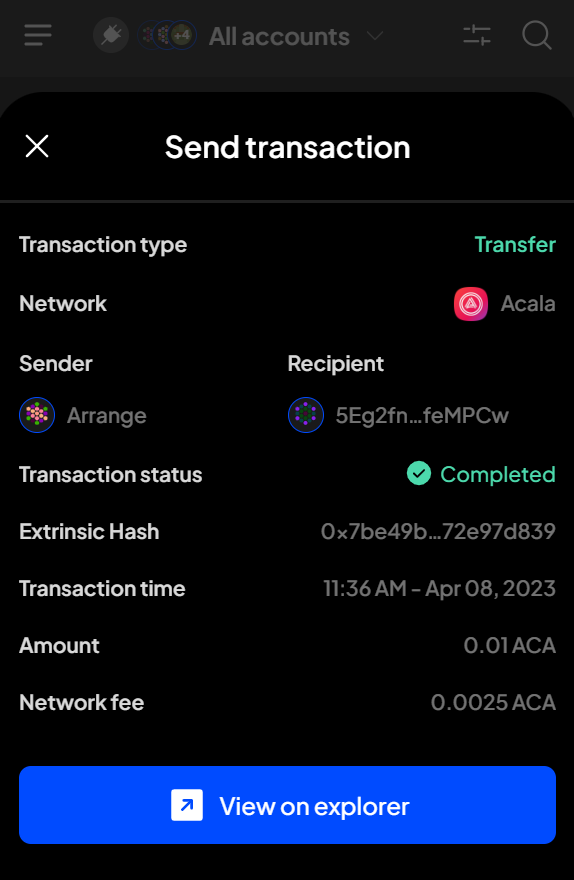 +4 All accounts
Send transaction
Transaction type Transfer
Network Acala
Sender Recipient
Arrange 5Eg2fn...feMPCw
Transaction status Completed
Extrinsic Hash 0x7be49b...72e97d839
Transaction time 11:36 AM - Apr 08, 2023
Amount 0.01 ACA
Network fee 0.0025 ACA
View on explorer